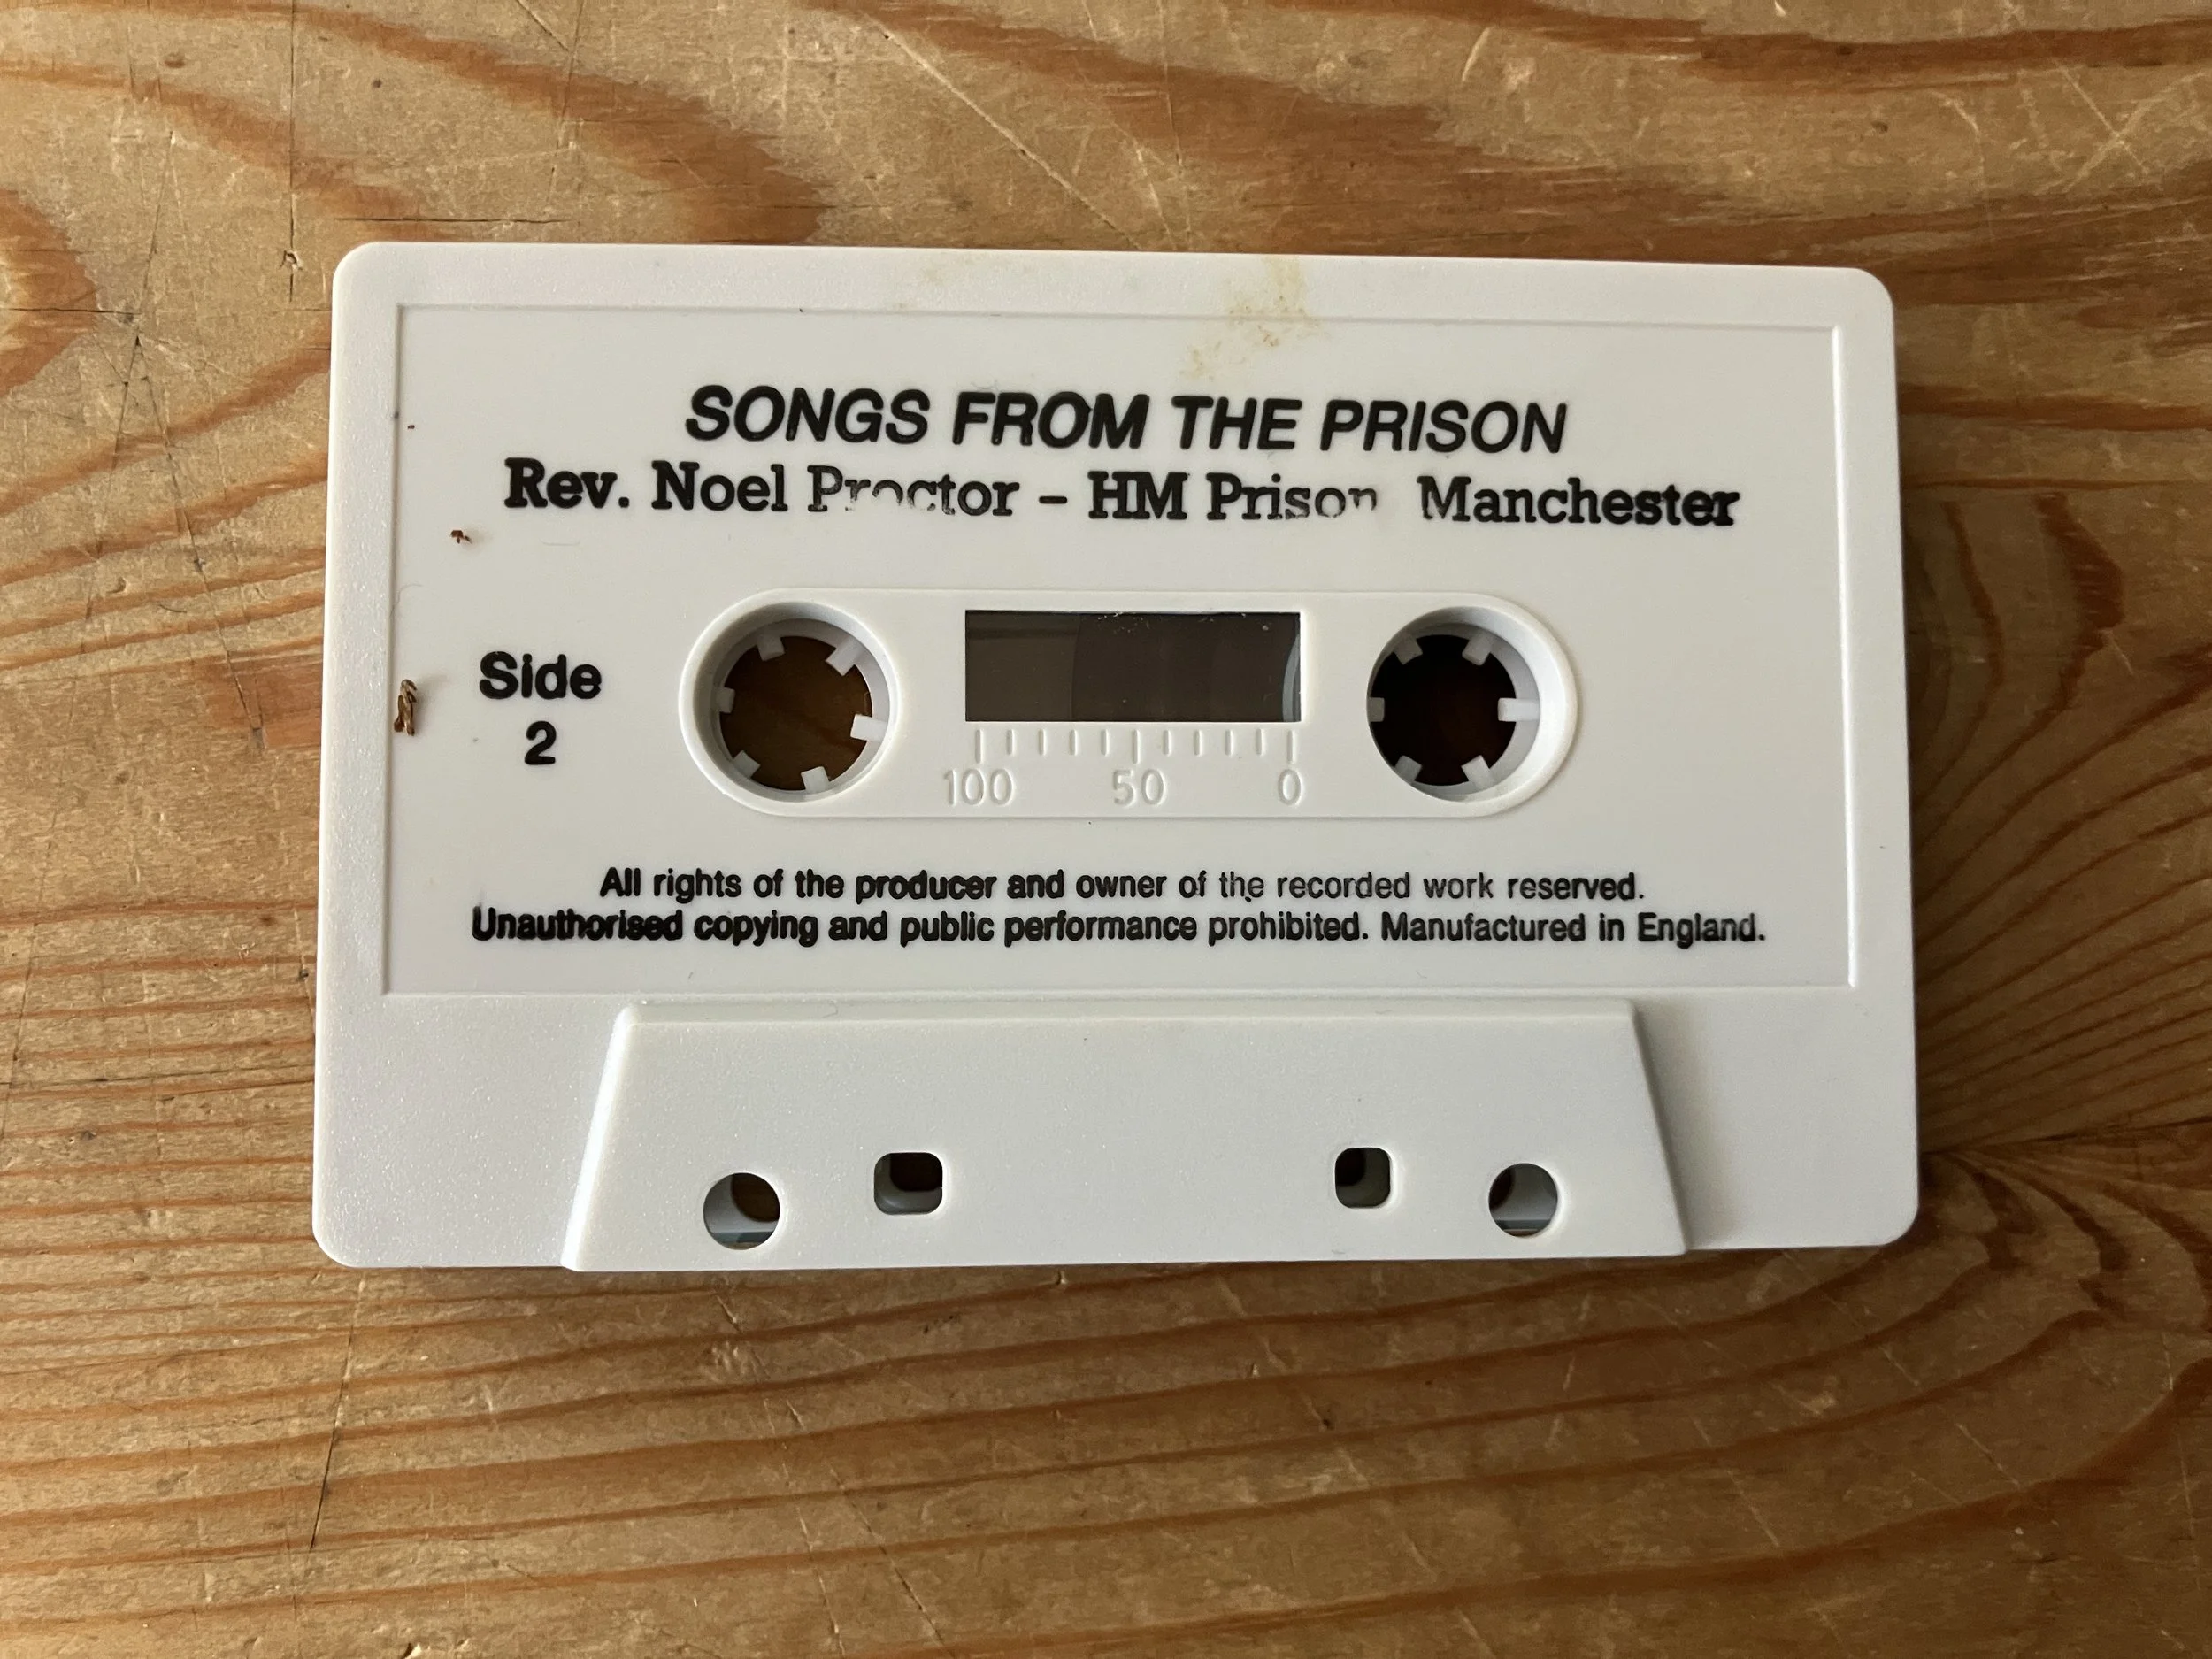 SONGS FROM THE PRISON
Rev. Noel Proctor – HM Prison Manchester
Side
2
100 50 0
All rights of the producer and owner of the recorded work reserved.
Unauthorised copying and public performance prohibited. Manufactured in England.